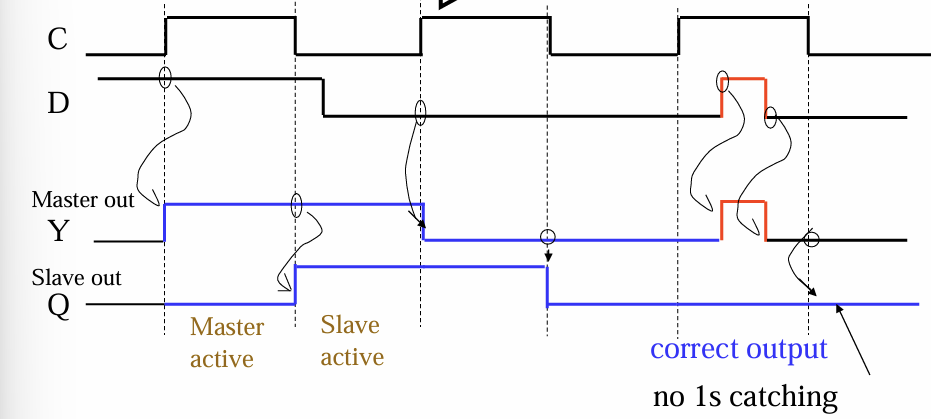 C
D
Master out
Y
Slave out
Q
Master
active
Slave
active
correct output
no 1s catching